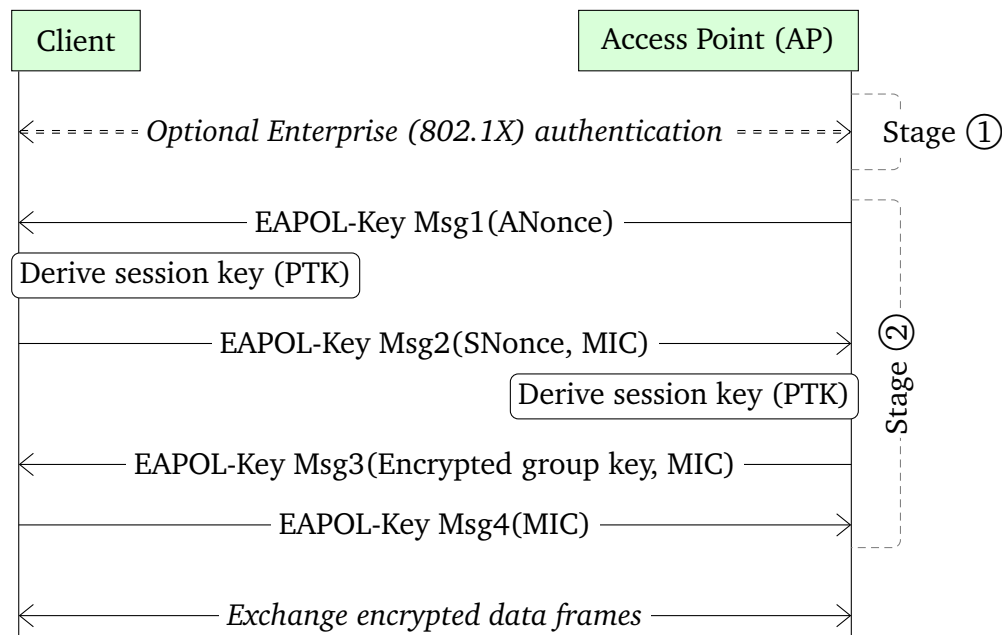 Client
Access Point (AP)
Optional Enterprise (802.1X) authentication
Stage ①
EAPOL-Key Msg1(ANonce)
Derive session key (PTK)
EAPOL-Key Msg2(SNonce, MIC)
Derive session key (PTK)
Stage ②
EAPOL-Key Msg3(Encrypted group key, MIC)
EAPOL-Key Msg4(MIC)
Exchange encrypted data frames